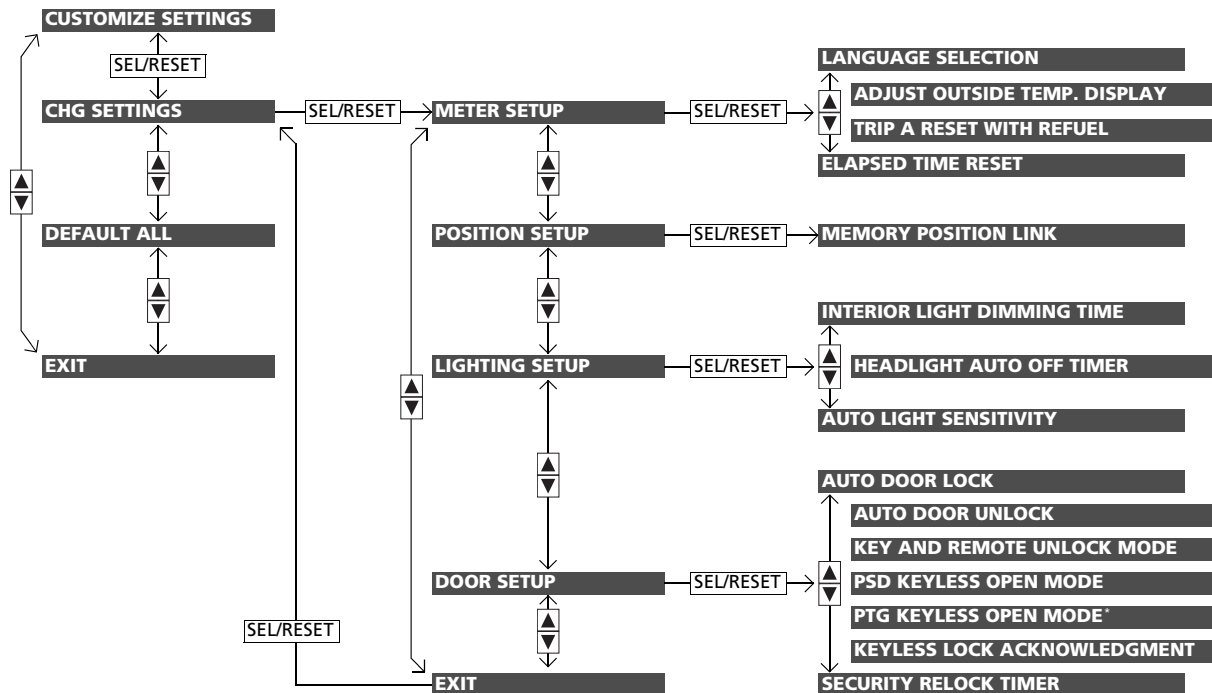 CUSTOMIZE SETTINGS
SEL/RESET
CHG SETTINGS
SEL/RESET
METER SETUP
SEL/RESET
LANGUAGE SELECTION
ADJUST OUTSIDE TEMP. DISPLAY
TRIP A RESET WITH REFUEL
ELAPSED TIME RESET
DEFAULT ALL
POSITION SETUP
SEL/RESET
MEMORY POSITION LINK
EXIT
LIGHTING SETUP
SEL/RESET
INTERIOR LIGHT DIMMING TIME
HEADLIGHT AUTO OFF TIMER
AUTO LIGHT SENSITIVITY
DOOR SETUP
SEL/RESET
AUTO DOOR LOCK
AUTO DOOR UNLOCK
KEY AND REMOTE UNLOCK MODE
PSD KEYLESS OPEN MODE
PTG KEYLESS OPEN MODE*
KEYLESS LOCK ACKNOWLEDGMENT
SECURITY RELOCK TIMER
SEL/RESET
EXIT